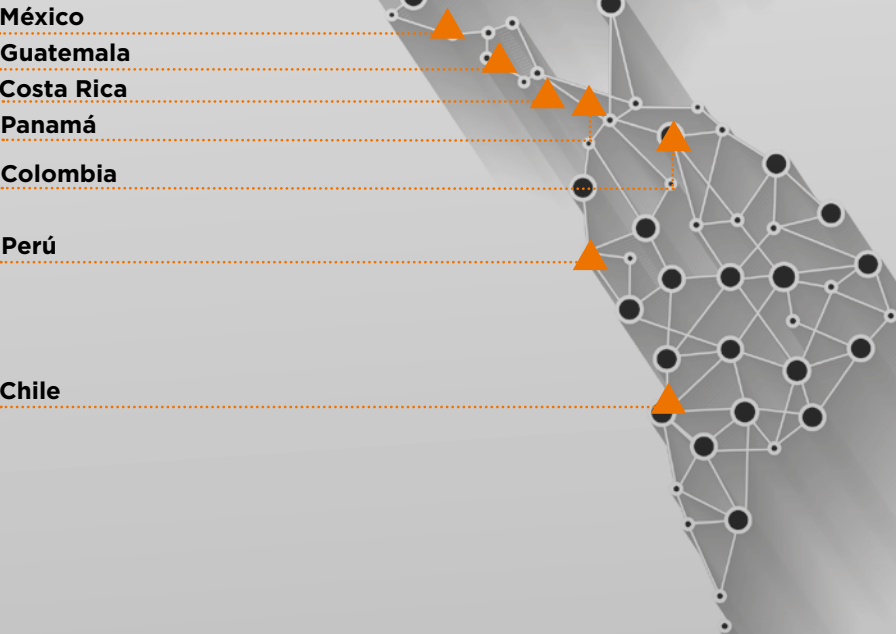 México
Guatemala
Costa Rica
Panamá
Colombia
Perú
Chile